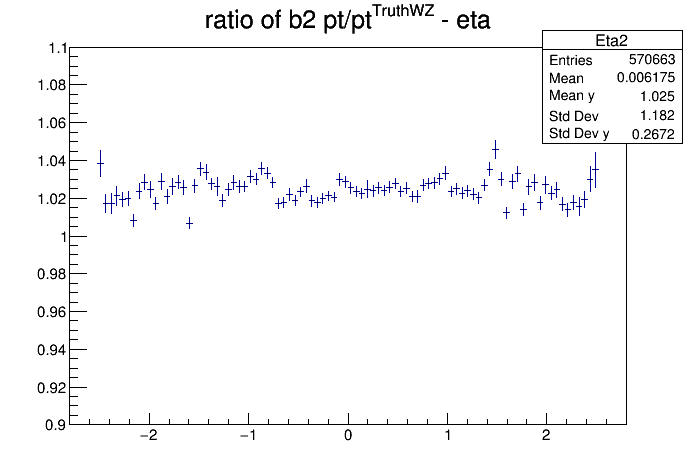 ratio of b2 pt/pt^TruthWZ - eta
Eta2
Entries 570663
Mean 0.006175
Mean y 1.025
Std Dev 1.182
Std Dev y 0.2672
1.1
1.08
1.06
1.04
1.02
1
0.98
0.96
0.94
0.92
0.9
−2 −1 0 1 2